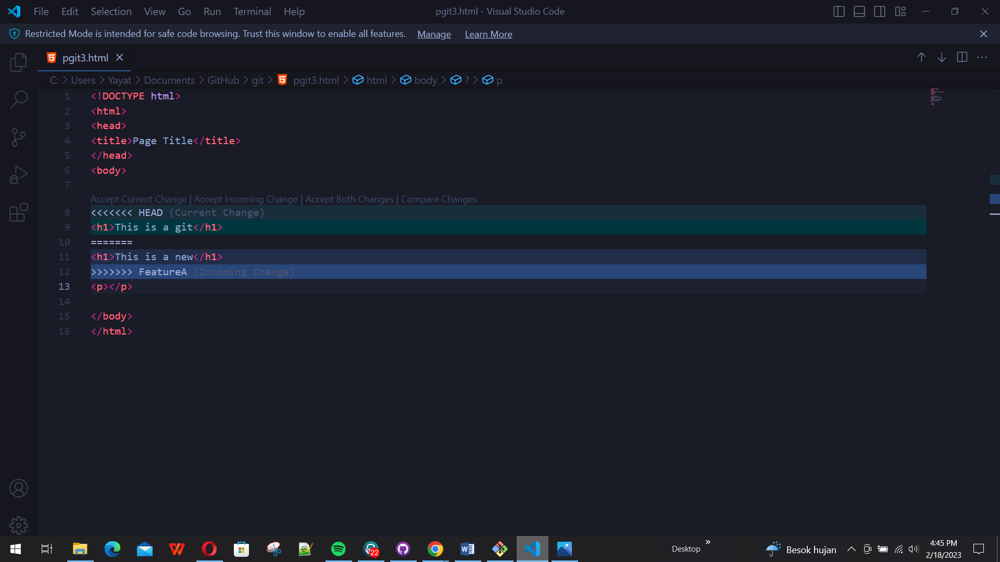 File Edit Selection View Go Run Terminal Help pgit3.html - Visual Studio Code
Restricted Mode is intended for safe code browsing. Trust this window to enable all features. Manage Learn More
pgit3.html
C: > Users > Yayat > Documents > GitHub > git > pgit3.html > html > body > ? > p
1 <!DOCTYPE html>
2 <html>
3 <head>
4 <title>Page Title</title>
5 </head>
6 <body>
7
Accept Current Change | Accept Incoming Change | Accept Both Changes | Compare Changes
8 <<<<<<< HEAD (Current Change)
9 <h1>This is a git</h1>
10 =======
11 <h1>This is a new</h1>
12 >>>>>>> FeatureA (Incoming Change)
13 <p></p>
14
15 </body>
16 </html>
22 Desktop » Besok hujan 4:45 PM
2/18/2023